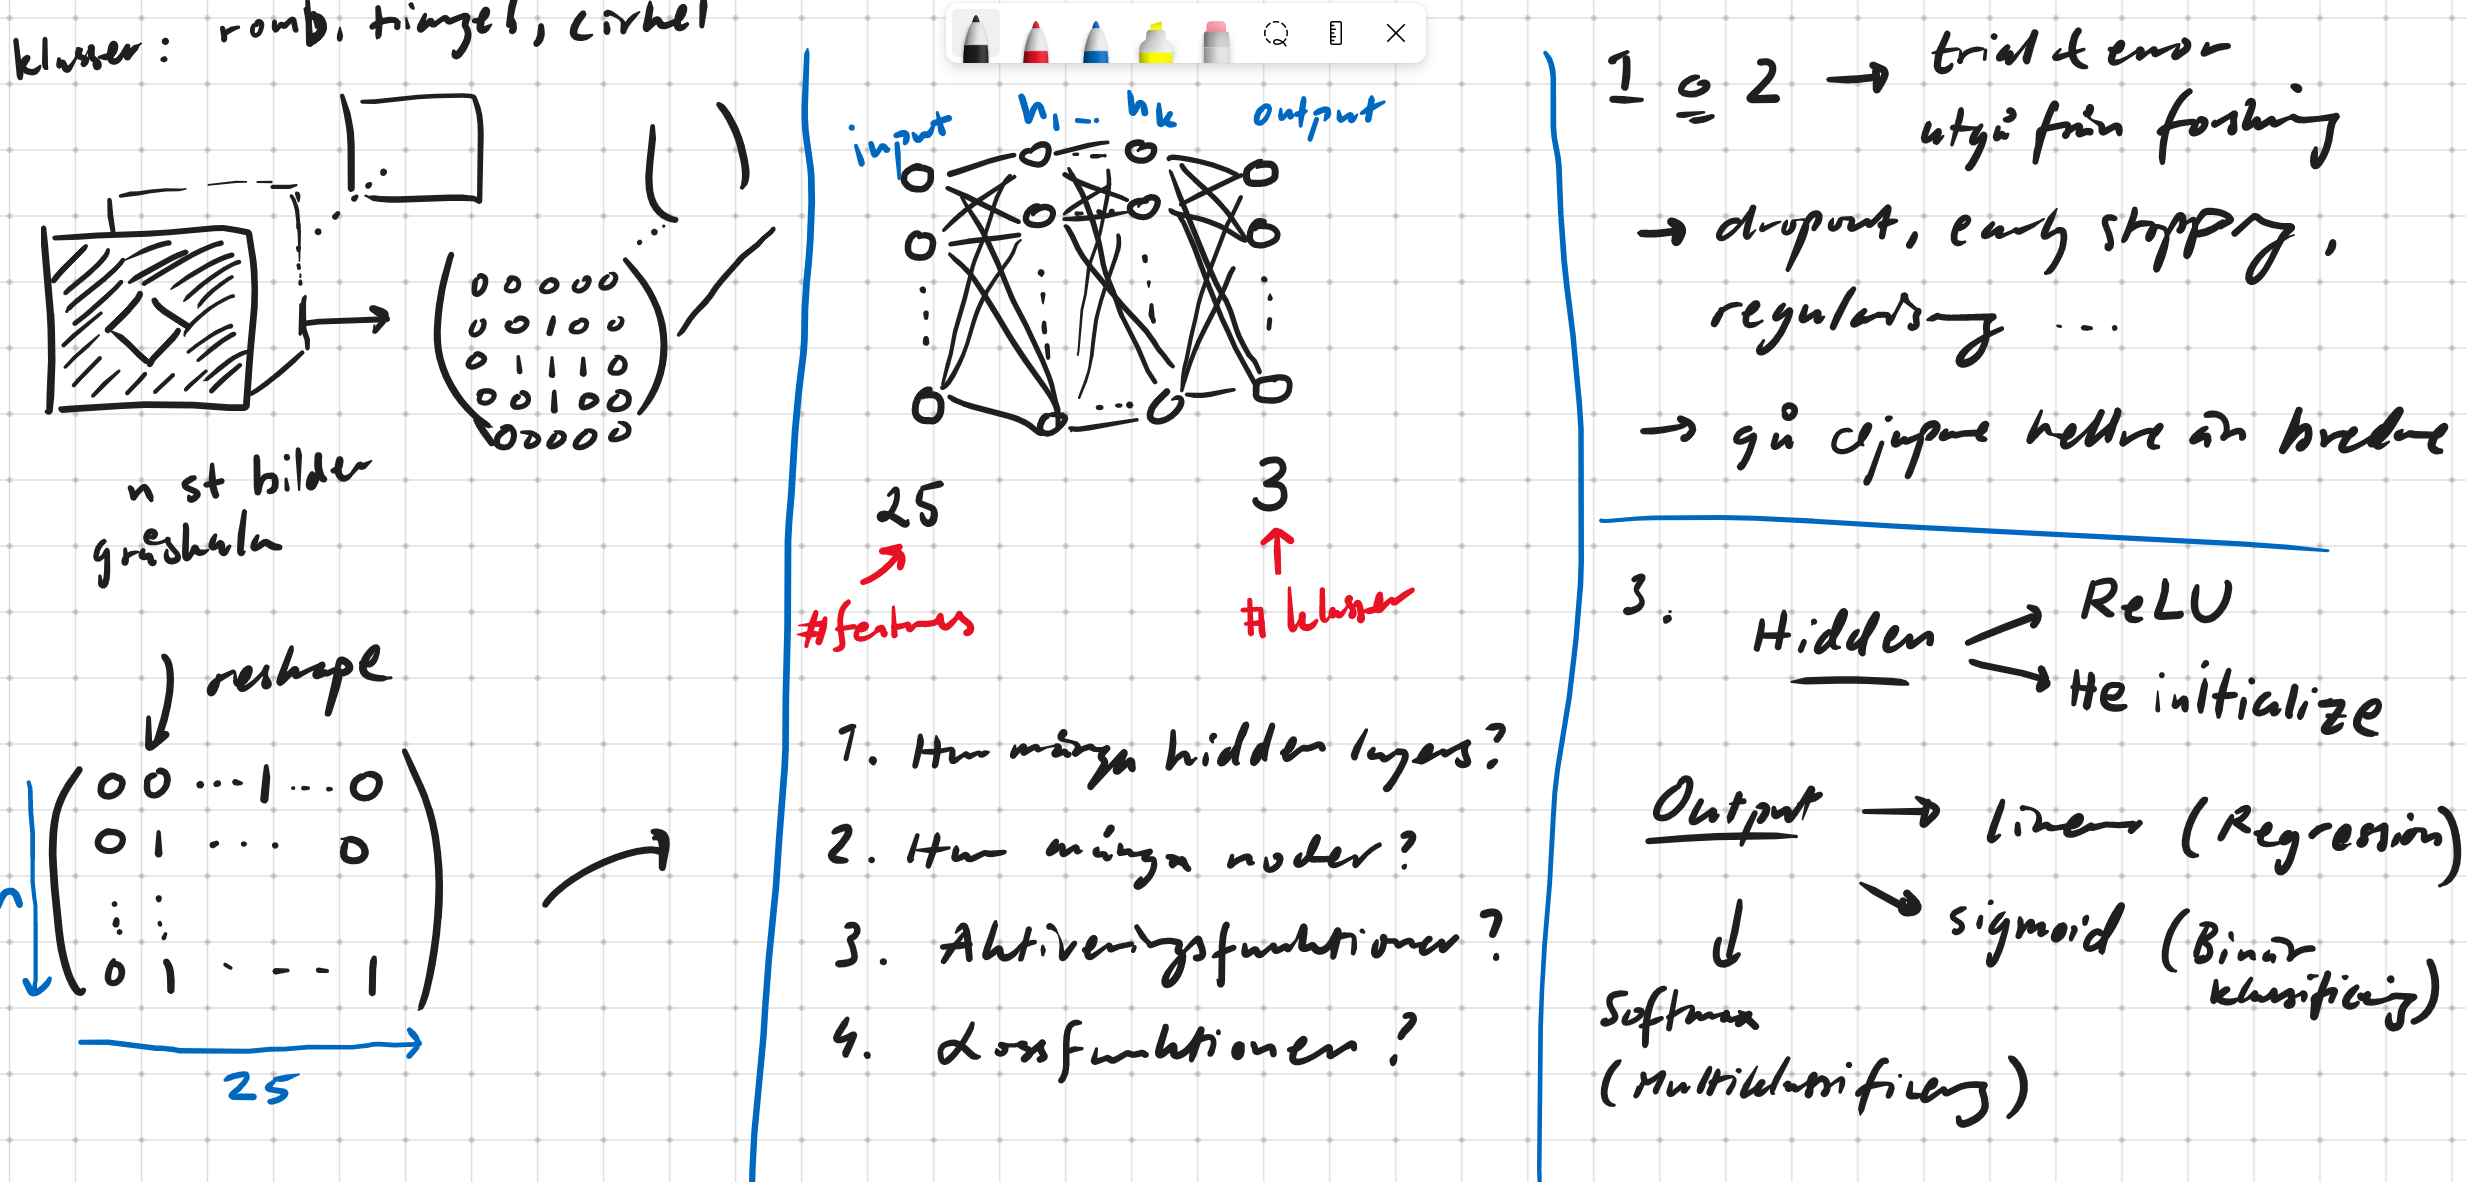 klasser: romb, triangel, cirkel
0 0 0 0 0
0 0 1 0 0
0 1 1 1 0
0 0 1 0 0
0 0 0 0 0
n st bilder
gråskala
reshape
0 0 ... 1 ... 0
0 1 ... 0
0 1 - - - 1
n
25
input h1 -- hk output
25 3
#features # klasser
1. Hur många hidden layers?
2. Hur många noder?
3. Aktiveringsfunktioner?
4. Lossfunktionen?
1 o 2 → trial & error
utgå från forskning
→ dropout, early stopping,
regularisering ...
→ gå djupare hellre än bredare
3. Hidden → ReLU
→ He initialize
Output → linear (Regression)
→ sigmoid (Binär
klassificering)
Softmax
(Multiklassificering)